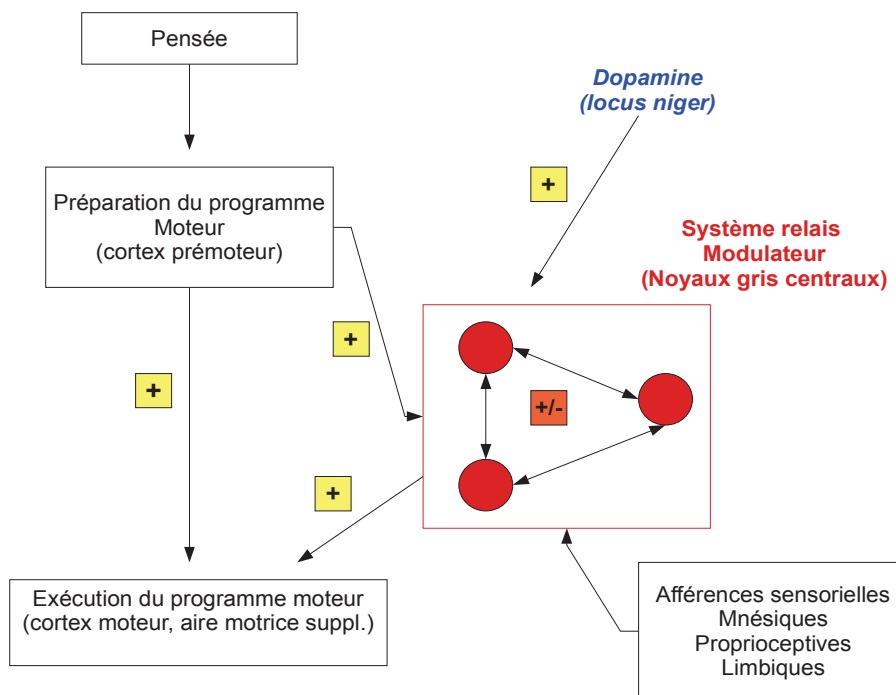 Pensée
Dopamine
(locus niger)
+
Préparation du programme
Moteur
(cortex prémoteur)
Système relais
Modulateur
(Noyaux gris centraux)
+
+
+/-
+
Exécution du programme moteur
(cortex moteur, aire motrice suppl.)
Afférences sensorielles
Mnésiques
Proprioceptives
Limbiques